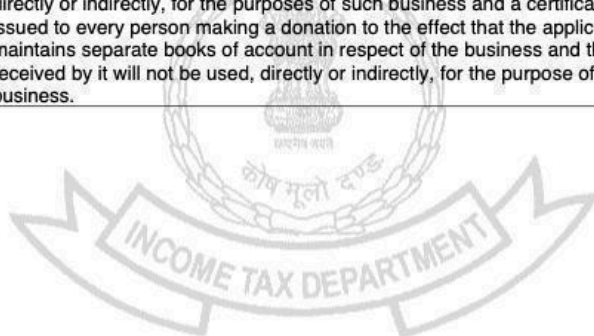 directly or indirectly, for the purposes of such business and a certifica
ssued to every person making a donation to the effect that the applic
maintains separate books of account in respect of the business and th
eceived by it will not be used, directly or indirectly, for the purpose of
business.
सत्यमेव जयते
कोष मूलो दण्डः
INCOME TAX DEPARTMENT